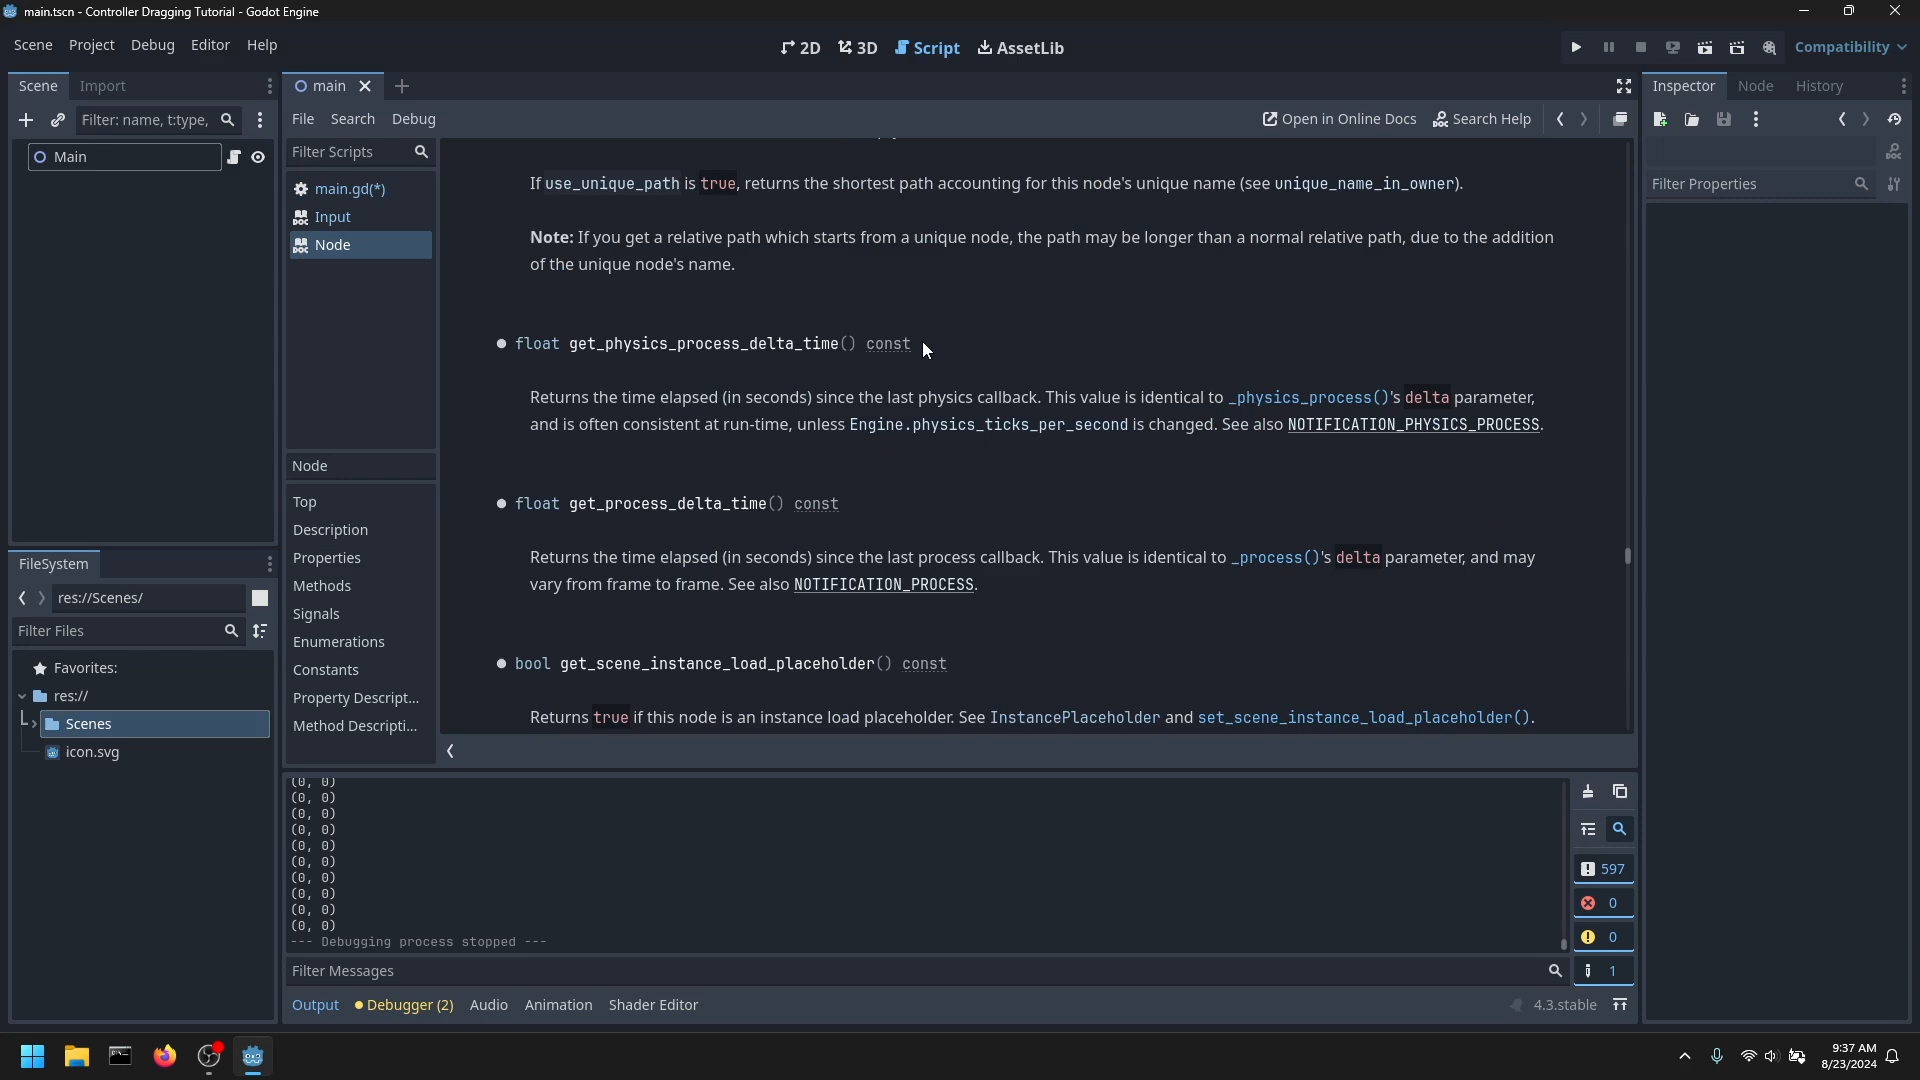 main.tscn - Controller Dragging Tutorial - Godot Engine
Scene Project Debug Editor Help
2D 3D Script AssetLib
Compatibility
Scene Import
main
Inspector Node History
Filter: name, t:type,
File Search Debug
Open in Online Docs Search Help
Main
Filter Scripts
main.gd(*)
Input
Node
Filter Properties
If use_unique_path is true, returns the shortest path accounting for this node's unique name (see unique_name_in_owner).
Note: If you get a relative path which starts from a unique node, the path may be longer than a normal relative path, due to the addition
of the unique node's name.
float get_physics_process_delta_time() const
Returns the time elapsed (in seconds) since the last physics callback. This value is identical to _physics_process()'s delta parameter,
and is often consistent at run-time, unless Engine.physics_ticks_per_second is changed. See also NOTIFICATION_PHYSICS_PROCESS.
float get_process_delta_time() const
Returns the time elapsed (in seconds) since the last process callback. This value is identical to _process()'s delta parameter, and may
vary from frame to frame. See also NOTIFICATION_PROCESS.
bool get_scene_instance_load_placeholder() const
Returns true if this node is an instance load placeholder. See InstancePlaceholder and set_scene_instance_load_placeholder().
Node
Top
Description
Properties
Methods
Signals
Enumerations
Constants
Property Descript...
Method Descripti...
FileSystem
res://Scenes/
Filter Files
Favorites:
res://
Scenes
icon.svg
(0, 0)
(0, 0)
(0, 0)
(0, 0)
(0, 0)
(0, 0)
(0, 0)
(0, 0)
(0, 0)
(0, 0)
--- Debugging process stopped ---
597
0
0
1
Filter Messages
Output Debugger (2) Audio Animation Shader Editor
4.3.stable
9:37 AM
8/23/2024